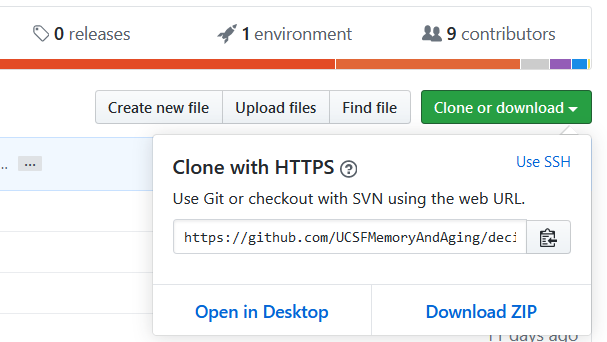 0 releases
1 environment
9 contributors
Create new file
Upload files
Find file
Clone or download
...
Clone with HTTPS ?
Use SSH
Use Git or checkout with SVN using the web URL.
https://github.com/UCSFMemoryAndAging/deci
Open in Desktop
Download ZIP
11 days ago